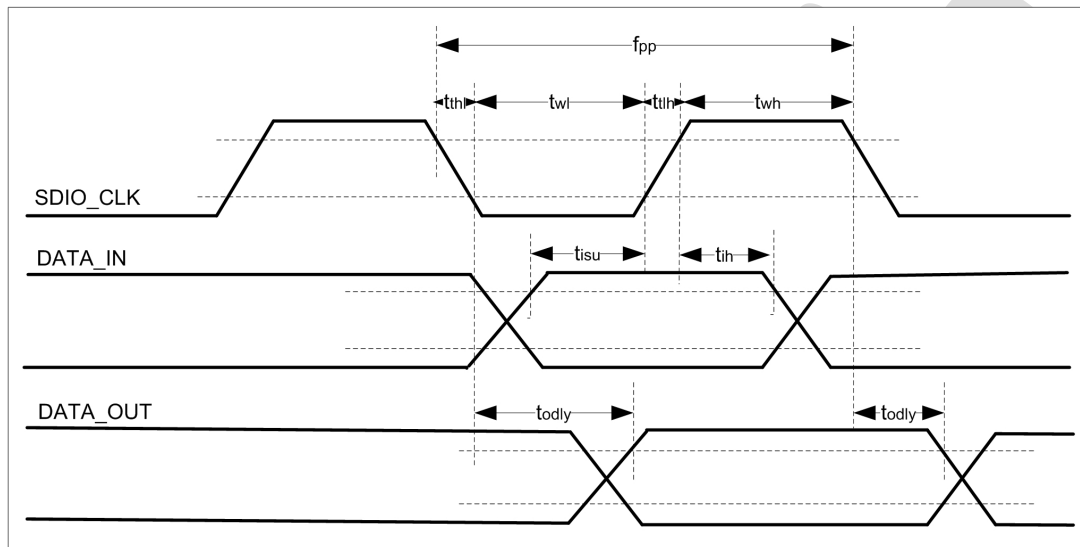 fpp
tthl twl ttlh twh
SDIO_CLK
DATA_IN
tisu tih
DATA_OUT
todly todly